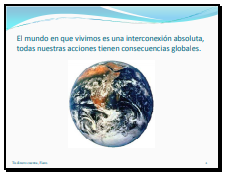 El mundo en que vivimos es una interconexión absoluta,
todas nuestras acciones tienen consecuencias globales.